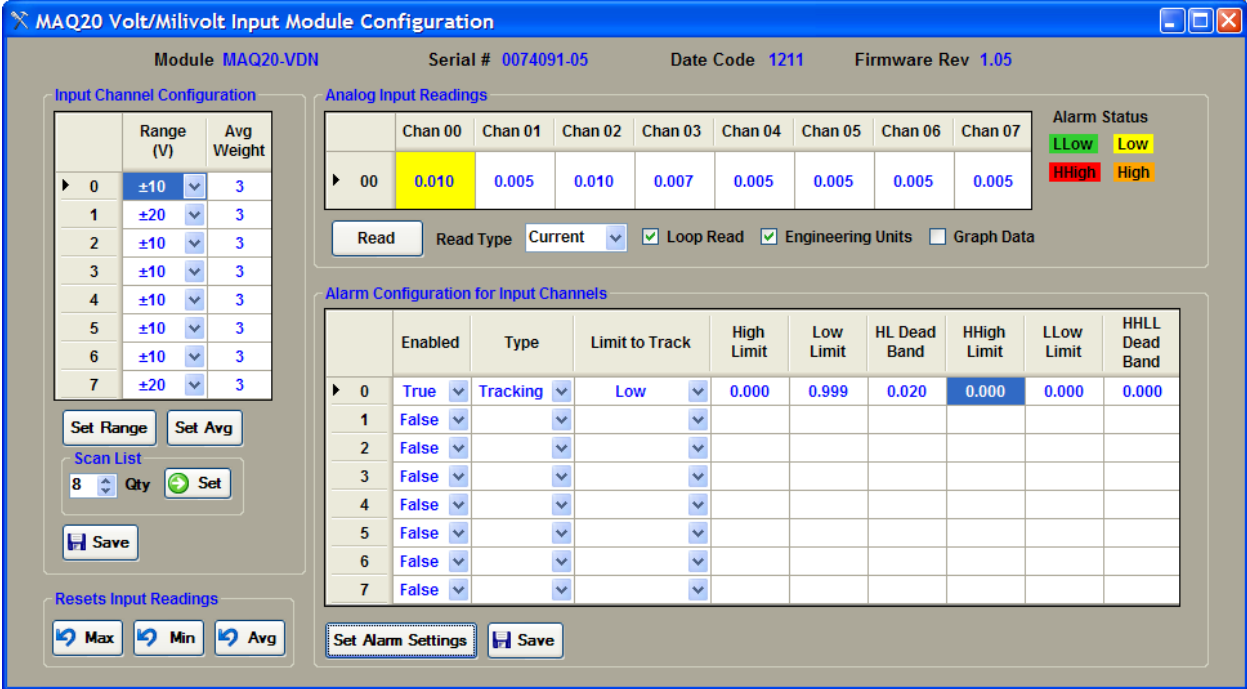 MAQ20 Volt/Milivolt Input Module Configuration
Module MAQ20-VDN Serial # 0074091-05 Date Code 1211 Firmware Rev 1.05
Input Channel Configuration
Range (V) Avg Weight
0 ±10 3
1 ±20 3
2 ±10 3
3 ±10 3
4 ±10 3
5 ±10 3
6 ±10 3
7 ±20 3
Set Range Set Avg
Scan List
8 Qty Set
Save
Resets Input Readings
Max Min Avg
Analog Input Readings
Chan 00 Chan 01 Chan 02 Chan 03 Chan 04 Chan 05 Chan 06 Chan 07
00 0.010 0.005 0.010 0.007 0.005 0.005 0.005 0.005
Alarm Status
LLow Low
HHigh High
Read Read Type Current Loop Read Engineering Units Graph Data
Alarm Configuration for Input Channels
Enabled Type Limit to Track High Limit Low Limit HL Dead Band HHigh Limit LLow Limit HHLL Dead Band
0 True Tracking Low 0.000 0.999 0.020 0.000 0.000 0.000
1 False
2 False
3 False
4 False
5 False
6 False
7 False
Set Alarm Settings Save